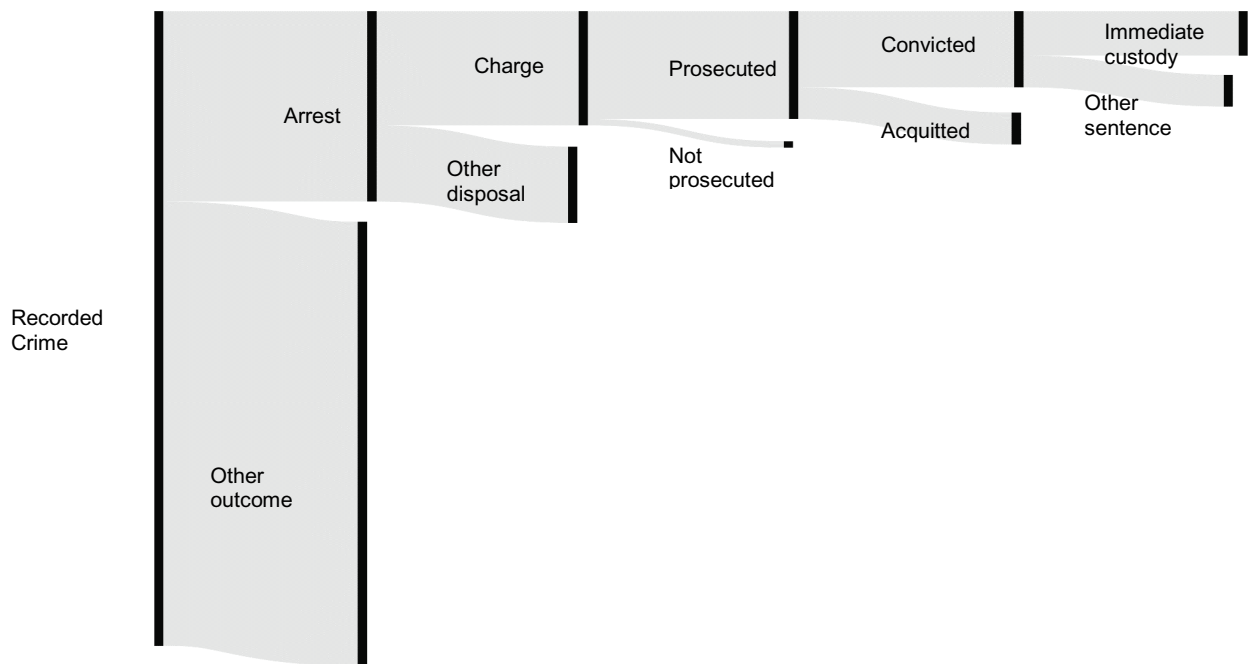 Recorded
Crime
Arrest
Other
outcome
Charge
Other
disposal
Prosecuted
Not
prosecuted
Convicted
Acquitted
Immediate
custody
Other
sentence